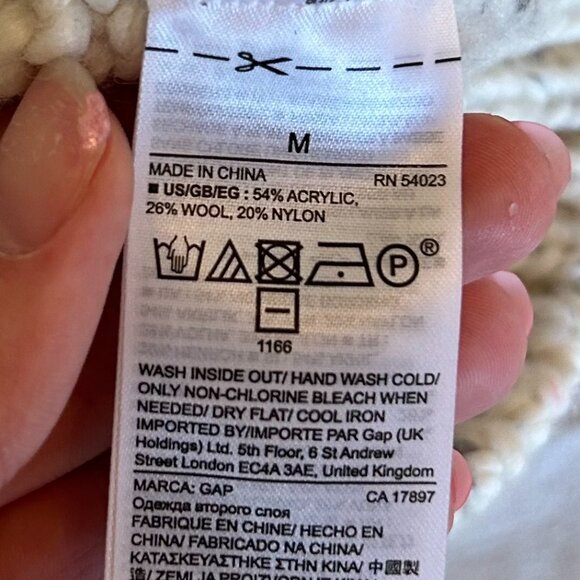 M
MADE IN CHINA RN 54023
■ US/GB/EG : 54% ACRYLIC,
26% WOOL, 20% NYLON
P ®
1166
WASH INSIDE OUT/ HAND WASH COLD/
ONLY NON-CHLORINE BLEACH WHEN
NEEDED/ DRY FLAT/ COOL IRON
IMPORTED BY/IMPORTE PAR Gap (UK
Holdings) Ltd. 5th Floor, 6 St Andrew
Street London EC4A 3AE, United Kingdom
MARCA: GAP CA 17897
Одежда второго слоя
FABRIQUE EN CHINE/ HECHO EN
CHINA/ FABRICADO NA CHINA/
ΚΑΤΑΣΚΕΥΑΣΤΗΚΕ ΣΤΗΝ ΚΙΝΑ/ 中國製
造/ ZEMLJA